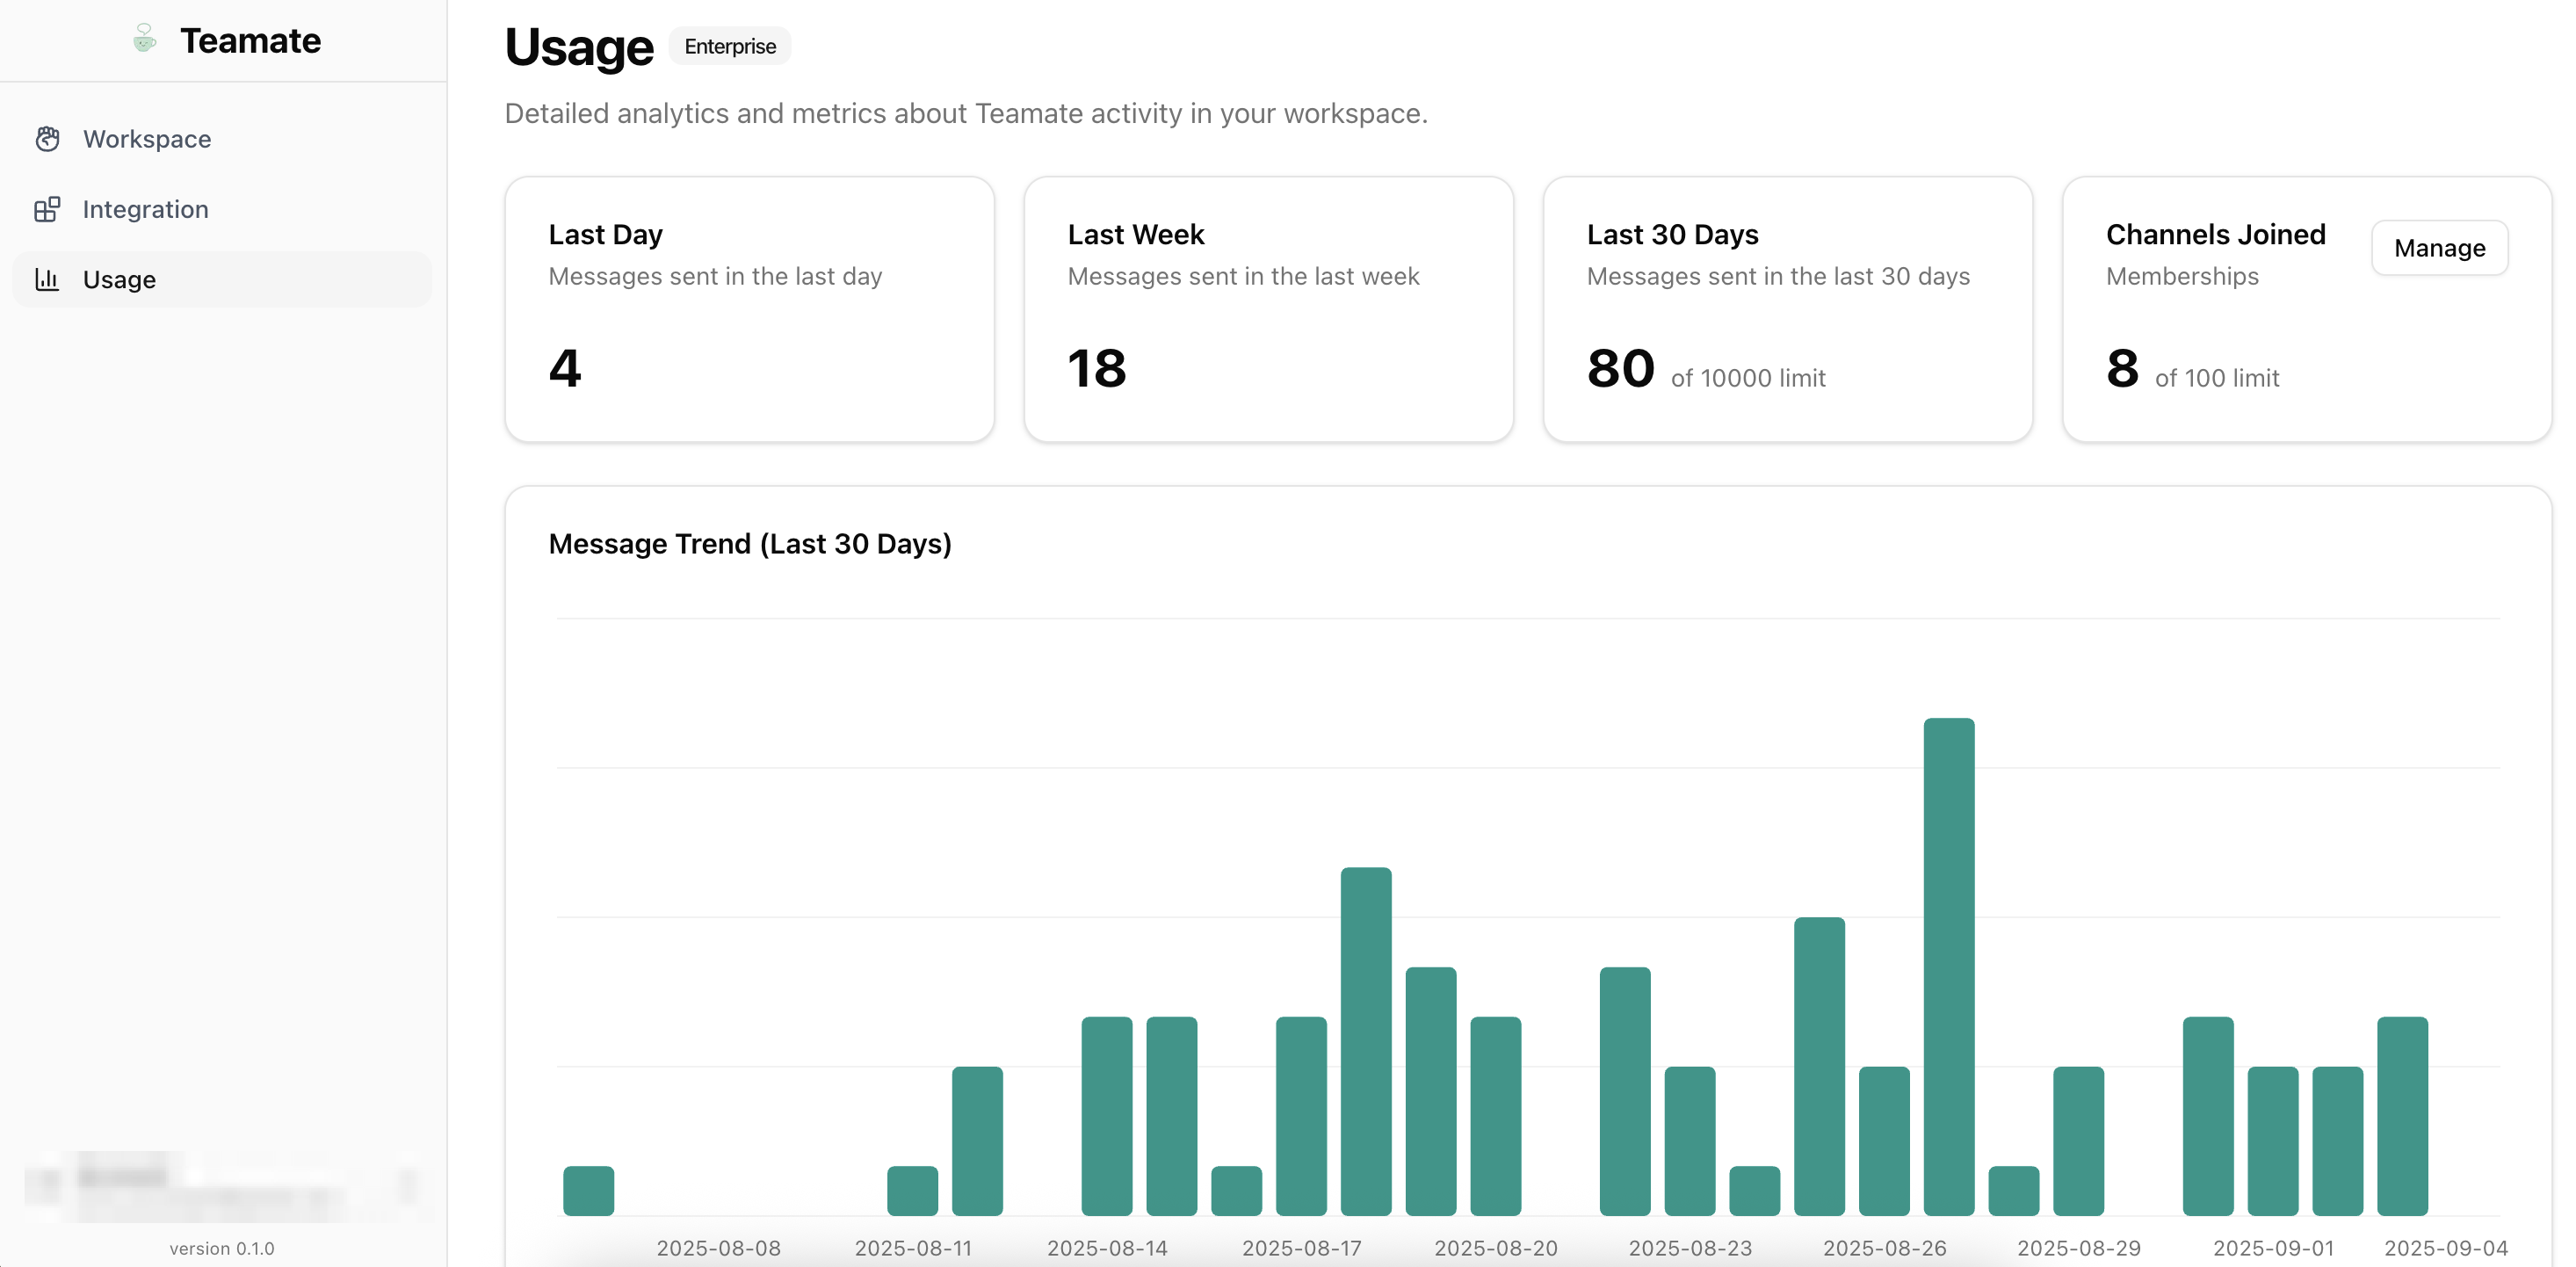 Teamate
Workspace
Integration
Usage
version 0.1.0
Usage
Enterprise
Detailed analytics and metrics about Teamate activity in your workspace.
Last Day
Messages sent in the last day
4
Last Week
Messages sent in the last week
18
Last 30 Days
Messages sent in the last 30 days
80 of 10000 limit
Channels Joined
Memberships
Manage
8 of 100 limit
Message Trend (Last 30 Days)
2025-08-08 2025-08-11 2025-08-14 2025-08-17 2025-08-20 2025-08-23 2025-08-26 2025-08-29 2025-09-01 2025-09-04